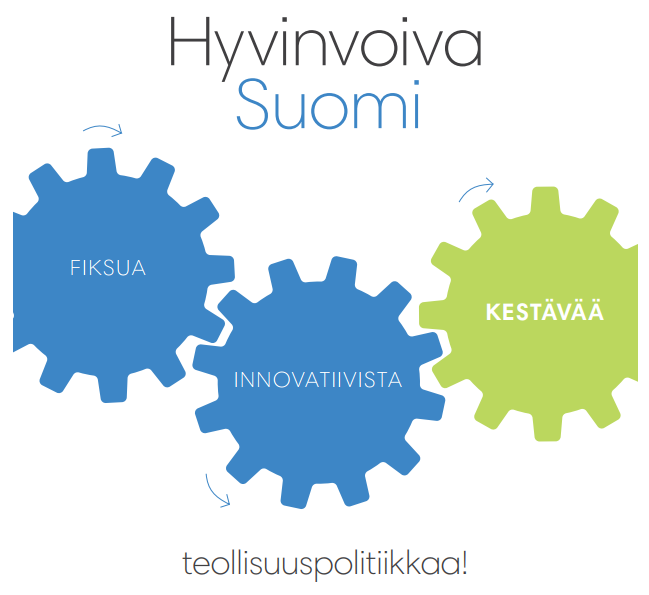 Hyvinvoiva
Suomi
FIKSUA
INNOVATIIVISTA
KESTÄVÄÄ
teollisuuspolitiikkaa!